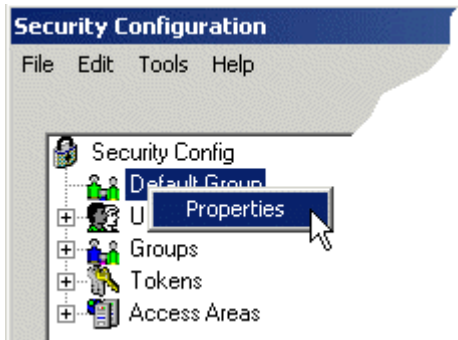 Security Configuration
File Edit Tools Help
Security Config
Default Group
U
Properties
Groups
Tokens
Access Areas